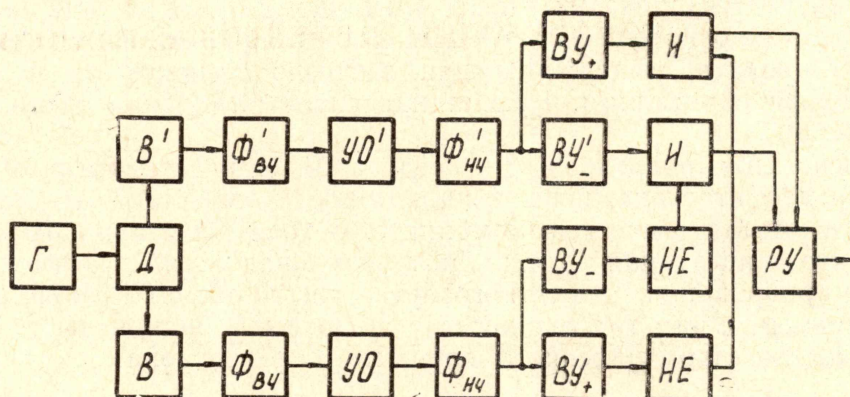 ВУ₊ И
В' Ф'вч УО' Ф'нч ВУ'₋ И
Г Д ВУ₋ НЕ РУ
В Фвч УО Фнч ВУ₊ НЕ